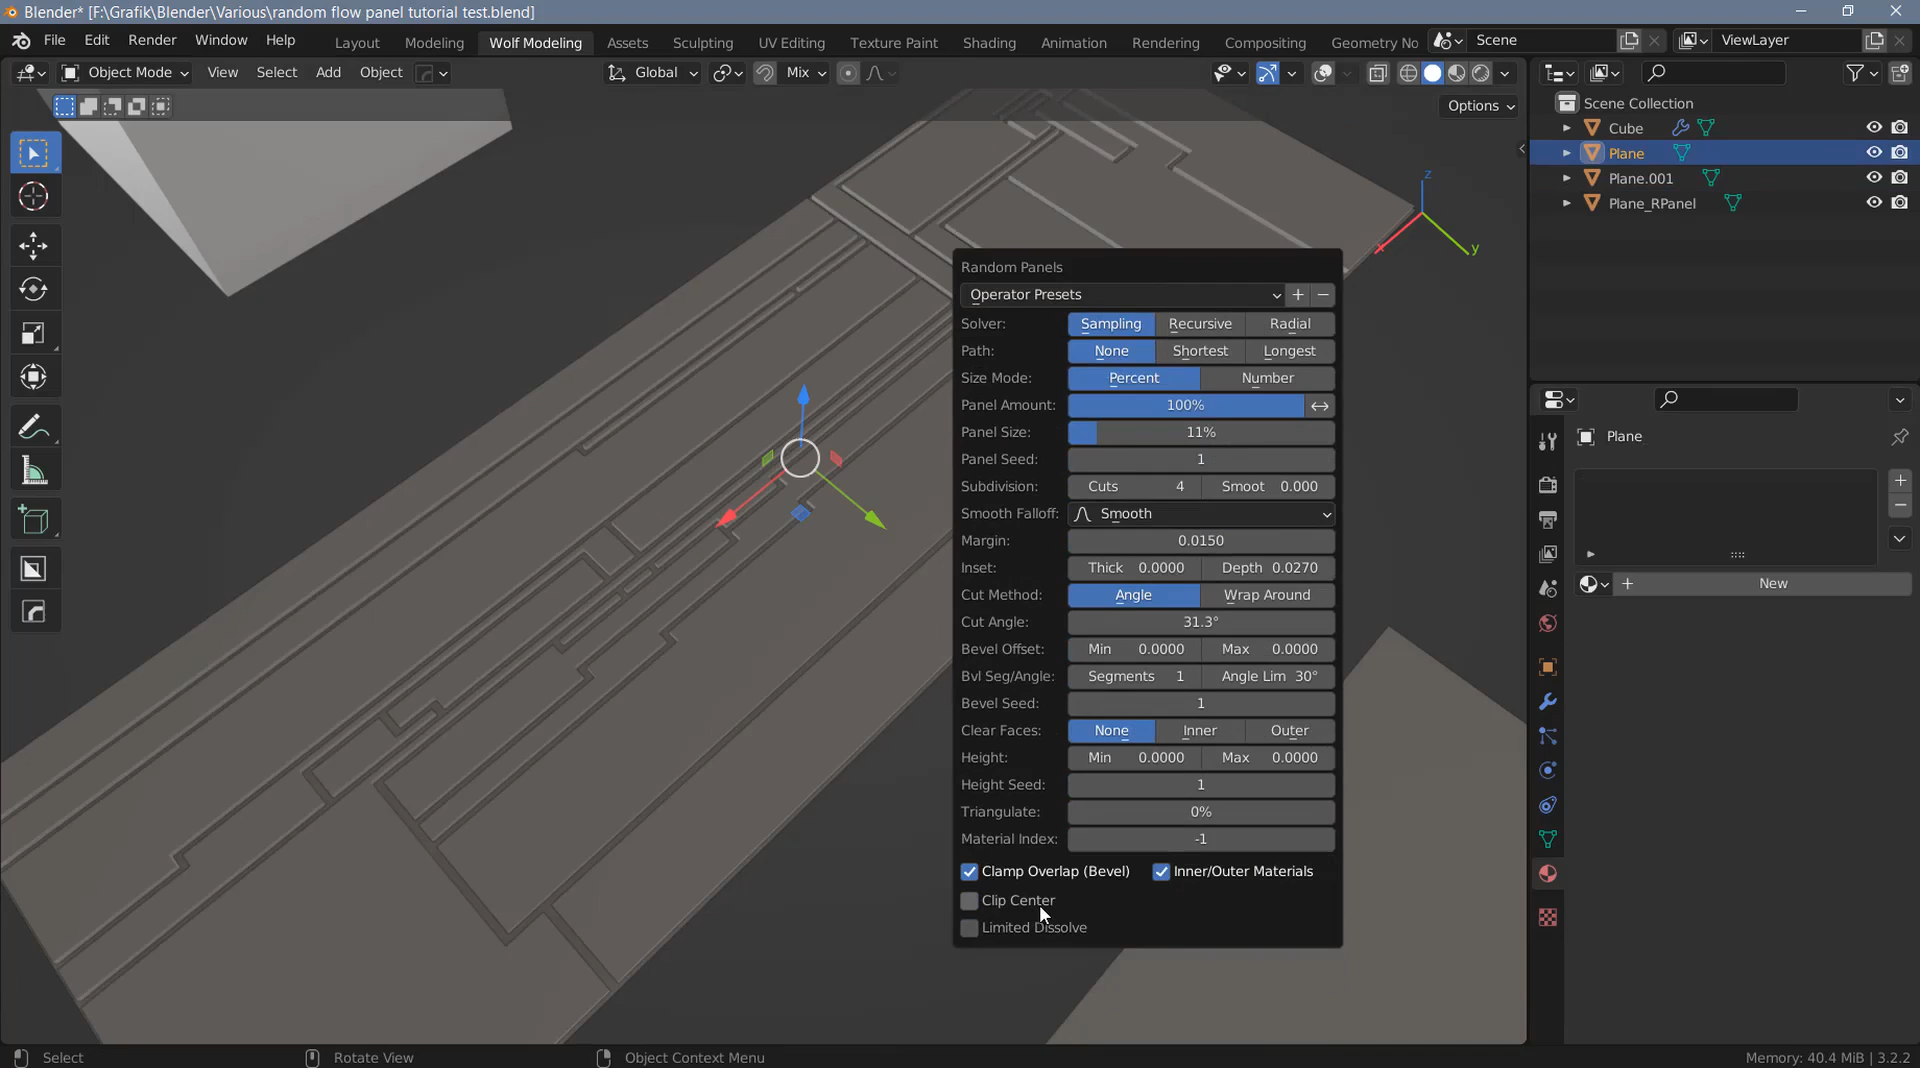 Blender* [F:\Grafik\Blender\Various\random flow panel tutorial test.blend]
File Edit Render Window Help Layout Modeling Wolf Modeling Assets Sculpting UV Editing Texture Paint Shading Animation Rendering Compositing Geometry No Scene ViewLayer
Object Mode View Select Add Object Global Mix
Options
Scene Collection
Cube
Plane
Plane.001
Plane_RPanel
z
y
Random Panels
Operator Presets
Solver: Sampling Recursive Radial
Path: None Shortest Longest
Size Mode: Percent Number
Panel Amount: 100%
Panel Size: 11%
Panel Seed: 1
Subdivision: Cuts 4 Smoot 0.000
Smooth Falloff: Smooth
Margin: 0.0150
Inset: Thick 0.0000 Depth 0.0270
Cut Method: Angle Wrap Around
Cut Angle: 31.3°
Bevel Offset: Min 0.0000 Max 0.0000
Bvl Seg/Angle: Segments 1 Angle Lim 30°
Bevel Seed: 1
Clear Faces: None Inner Outer
Height: Min 0.0000 Max 0.0000
Height Seed: 1
Triangulate: 0%
Material Index: -1
Clamp Overlap (Bevel) Inner/Outer Materials
Clip Center
Limited Dissolve
Plane
New
Select Rotate View Object Context Menu Memory: 40.4 MiB | 3.2.2